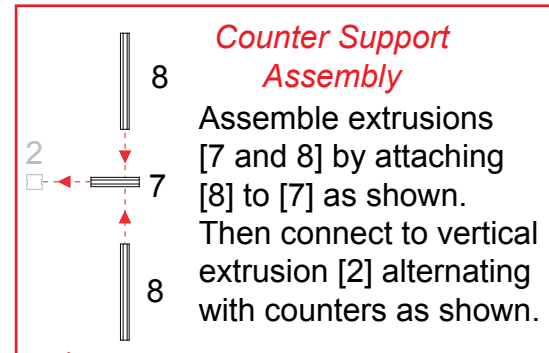 Counter Support
Assembly
8
2
7
8
Assemble extrusions
[7 and 8] by attaching
[8] to [7] as shown.
Then connect to vertical
extrusion [2] alternating
with counters as shown.